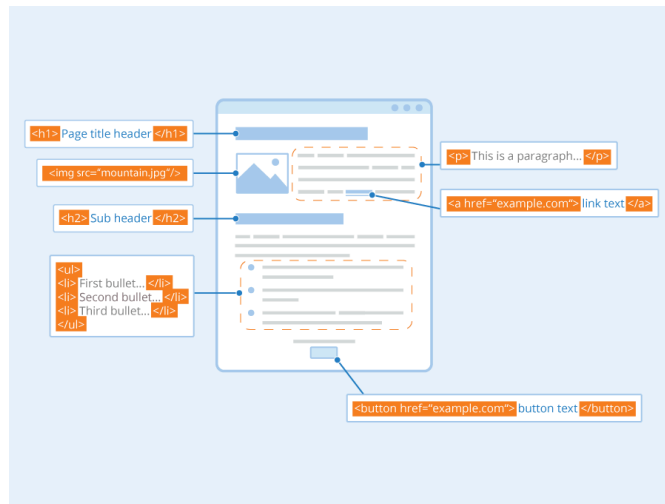 <h1> Page title header </h1>
<img src="mountain.jpg"/>
<p> This is a paragraph... </p>
<a href="example.com"> link text </a>
<h2> Sub header </h2>
<ul>
<li> First bullet... </li>
<li> Second bullet... </li>
<li> Third bullet... </li>
</ul>
<button href="example.com"> button text </button>